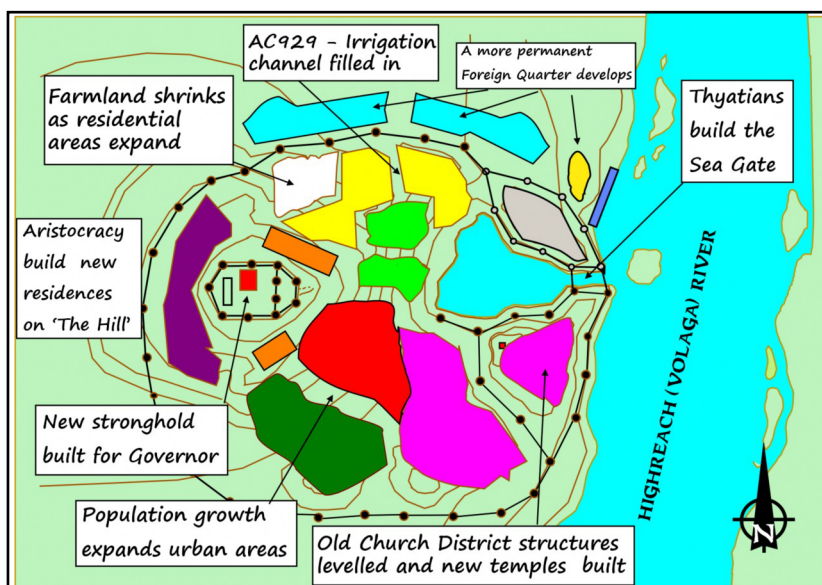 AC929 - Irrigation
channel filled in
A more permanent
Foreign Quarter develops
Farmland shrinks
as residential
areas expand
Thyatians
build the
Sea Gate
Aristocracy
build new
residences
on 'The Hill'
HIGHREACH (VOLAGA) RIVER
New stronghold
built for Governor
Population growth
expands urban areas
Old Church District structures
levelled and new temples built
N